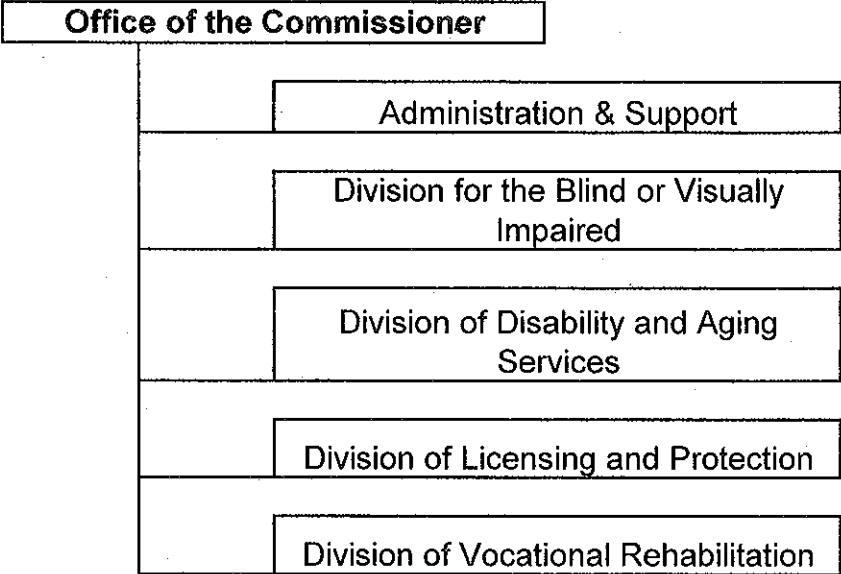 Office of the Commissioner
Administration & Support
Division for the Blind or Visually
Impaired
Division of Disability and Aging
Services
Division of Licensing and Protection
Division of Vocational Rehabilitation